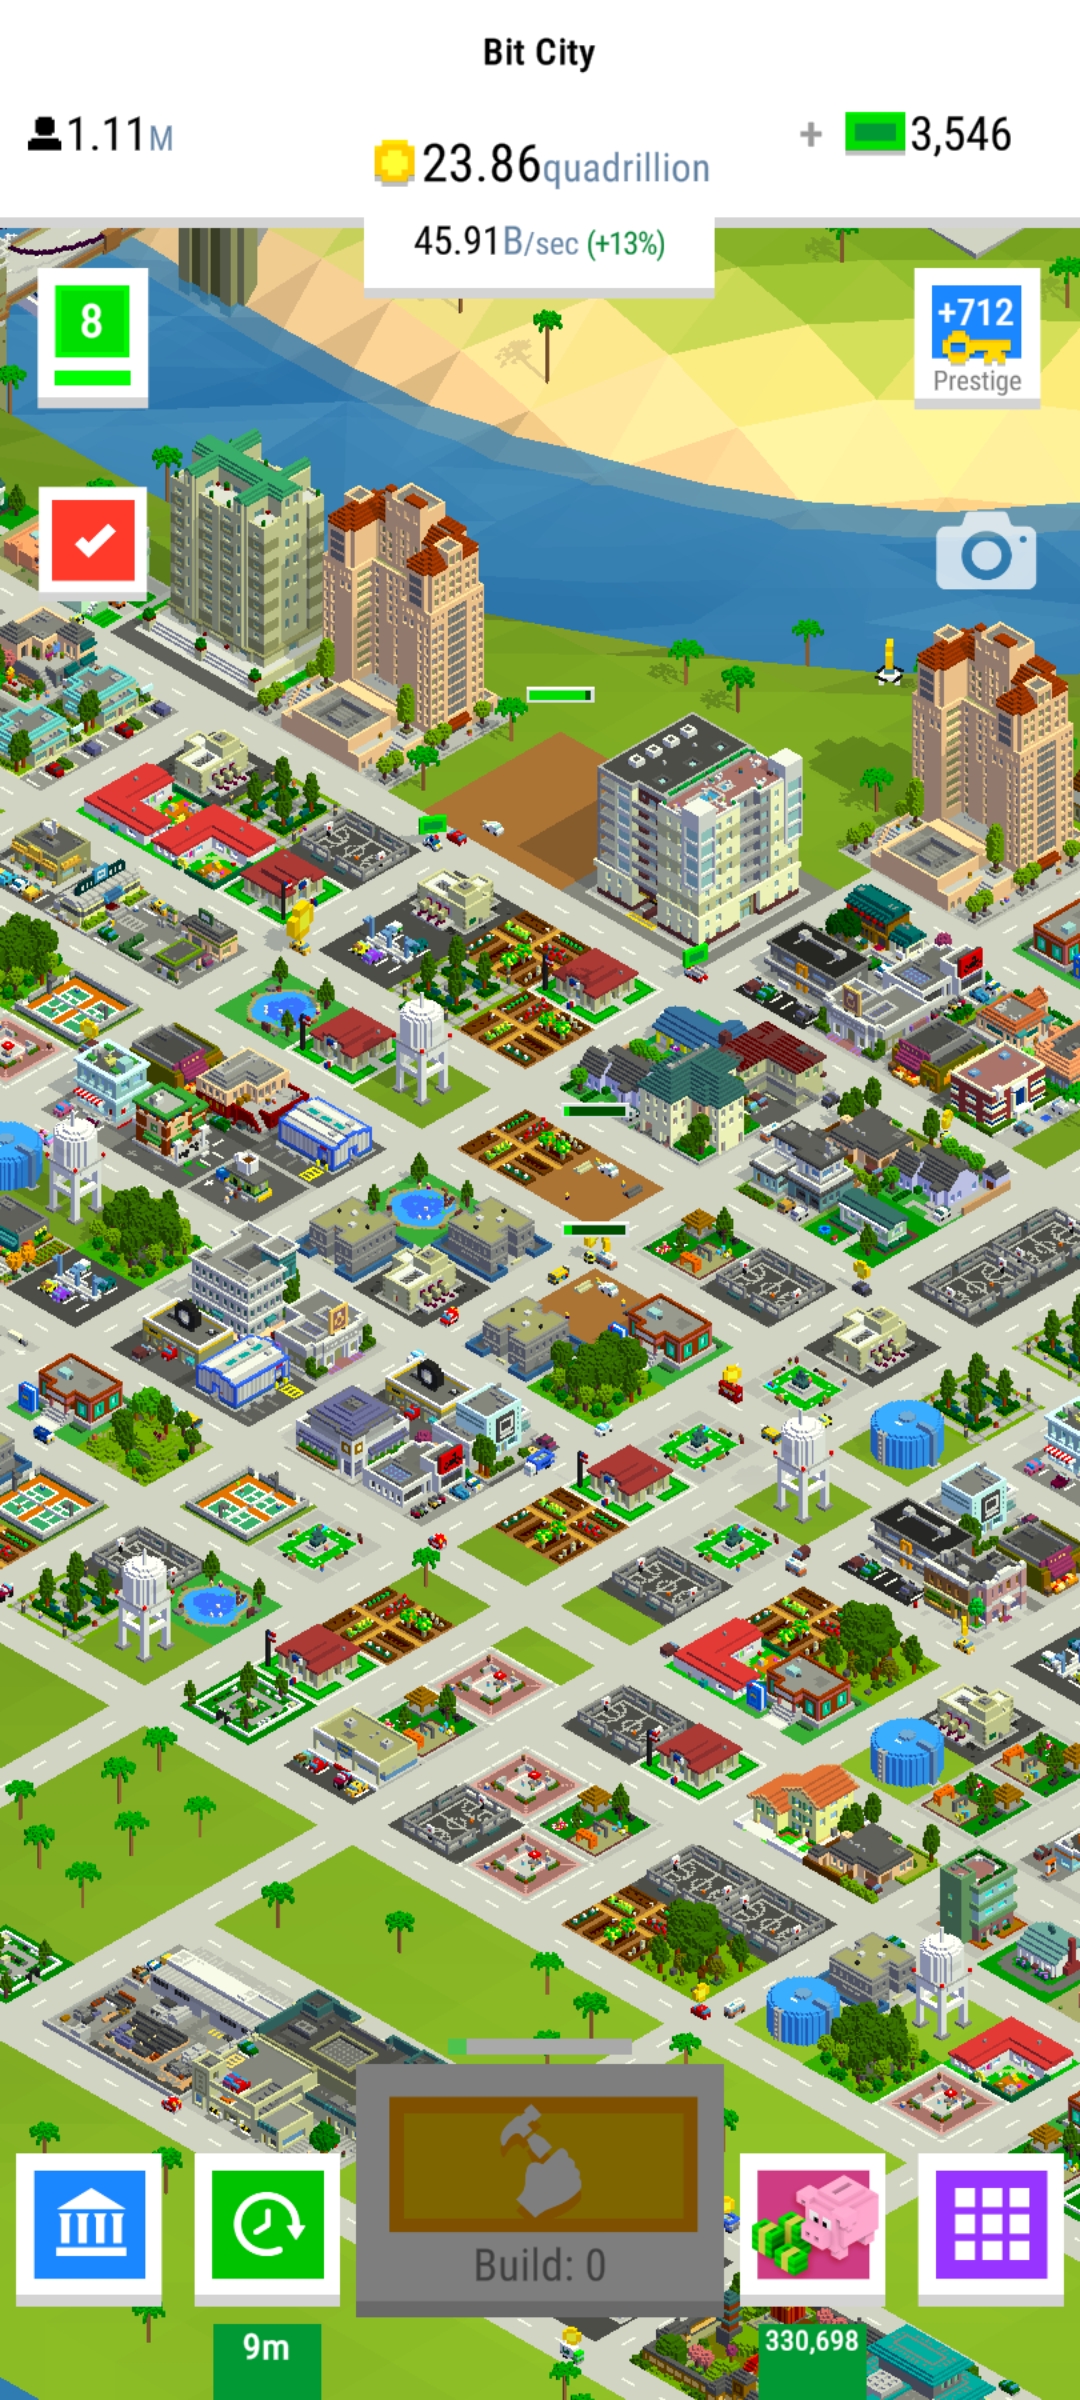 Bit City
1.11M
23.86quadrillion
+ 3,546
45.91B/sec (+13%)
8
+712
Prestige
Build: 0
9m
330,698